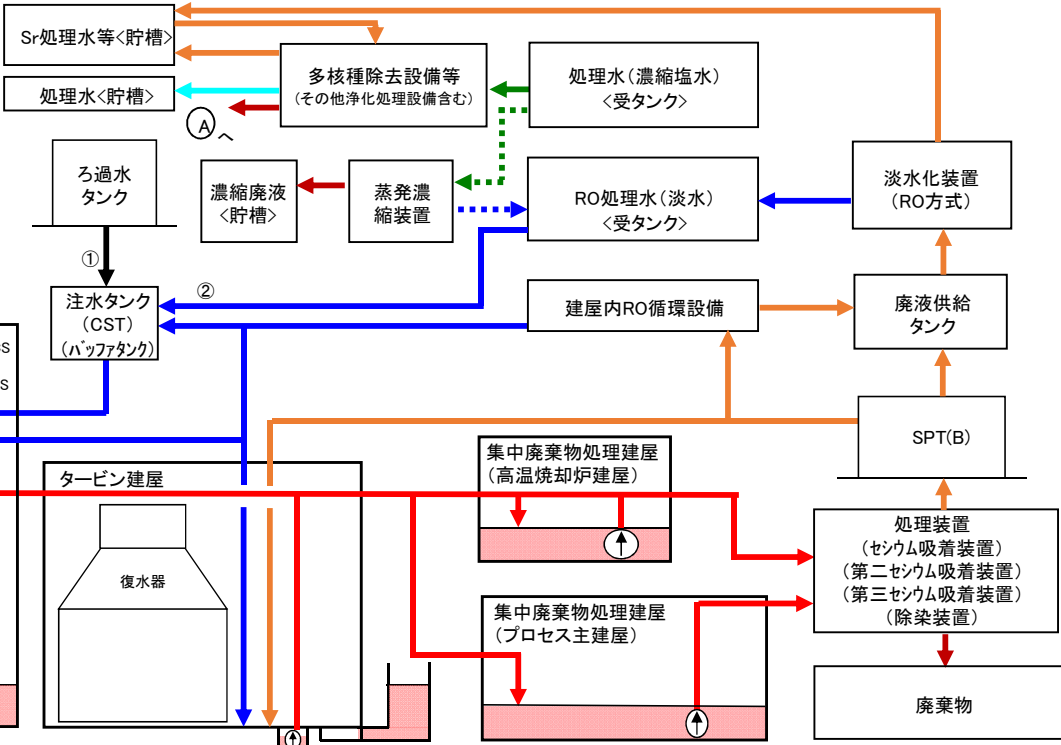 Sr処理水等<貯槽>
処理水<貯槽>
多核種除去設備等
(その他浄化処理設備含む)
Aへ
処理水(濃縮塩水)
<受タンク>
ろ過水
タンク
濃縮廃液
<貯槽>
蒸発濃
縮装置
RO処理水(淡水)
<受タンク>
淡水化装置
(RO方式)
①
②
注水タンク
(CST)
(バッファタンク)
建屋内RO循環設備
廃液供給
タンク
SPT(B)
タービン建屋
復水器
集中廃棄物処理建屋
(高温焼却炉建屋)
集中廃棄物処理建屋
(プロセス主建屋)
処理装置
(セシウム吸着装置)
(第二セシウム吸着装置)
(第三セシウム吸着装置)
(除染装置)
廃棄物